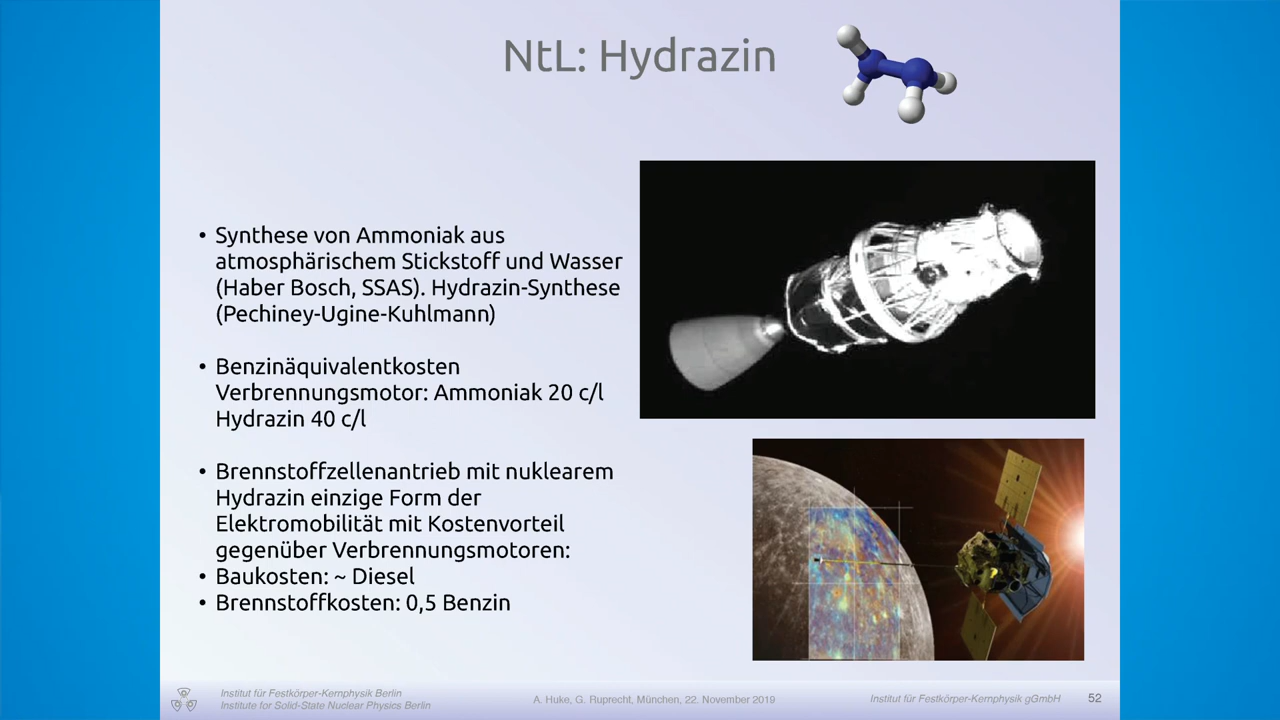 NtL: Hydrazin
• Synthese von Ammoniak aus
atmosphärischem Stickstoff und Wasser
(Haber Bosch, SSAS). Hydrazin-Synthese
(Pechiney-Ugine-Kuhlmann)
• Benzinäquivalentkosten
Verbrennungsmotor: Ammoniak 20 c/l
Hydrazin 40 c/l
• Brennstoffzellenantrieb mit nuklearem
Hydrazin einzige Form der
Elektromobilität mit Kostenvorteil
gegenüber Verbrennungsmotoren:
• Baukosten: ~ Diesel
• Brennstoffkosten: 0,5 Benzin
Institut für Festkörper-Kernphysik Berlin
Institute for Solid-State Nuclear Physics Berlin
A. Huke, G. Ruprecht, München, 22. November 2019
Institut für Festkörper-Kernphysik gGmbH
52